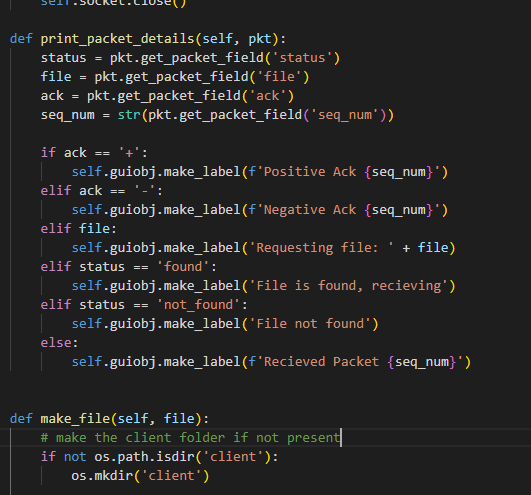 self.socket.close()
def print_packet_details(self, pkt):
    status = pkt.get_packet_field('status')
    file = pkt.get_packet_field('file')
    ack = pkt.get_packet_field('ack')
    seq_num = str(pkt.get_packet_field('seq_num'))
    if ack == '+':
        self.guiobj.make_label(f'Positive Ack {seq_num}')
    elif ack == '-':
        self.guiobj.make_label(f'Negative Ack {seq_num}')
    elif file:
        self.guiobj.make_label('Requesting file: ' + file)
    elif status == 'found':
        self.guiobj.make_label('File is found, recieving')
    elif status == 'not_found':
        self.guiobj.make_label('File not found')
    else:
        self.guiobj.make_label(f'Recieved Packet {seq_num}')
def make_file(self, file):
    # make the client folder if not present
    if not os.path.isdir('client'):
        os.mkdir('client')